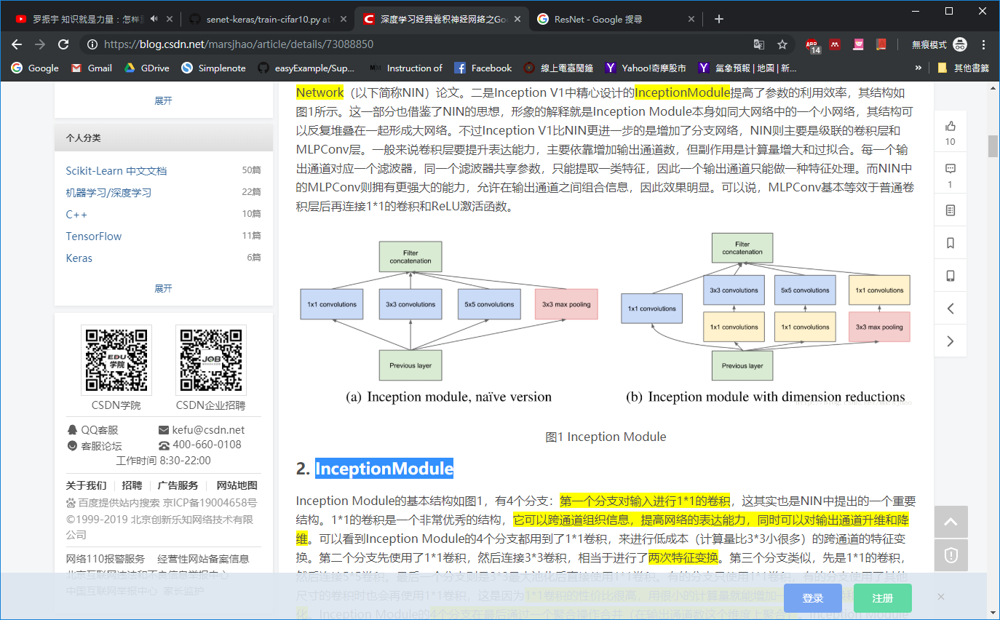 罗振宇 知识就是力量：怎样
senet-keras/train-cifar10.py at
深度学习经典卷积神经网络之Goo
ResNet - Google 搜尋
https://blog.csdn.net/marsjhao/article/details/73088850
14
無痕模式
Google
Gmail
GDrive
Simplenote
easyExample/Sup...
Instruction of
Facebook
線上電臺鬧鐘
Yahoo!奇摩股市
氣象預報 | 地圖 | 新...
»
其他書籤
展开
个人分类
Scikit-Learn 中文文档 50篇
机器学习/深度学习 22篇
C++ 10篇
TensorFlow 11篇
Keras 6篇
展开
EDU
学院
JOB
CSDN学院
CSDN企业招聘
QQ客服
kefu@csdn.net
客服论坛
400-660-0108
工作时间 8:30-22:00
关于我们 招聘 广告服务 网站地图
百度提供站内搜索 京ICP备19004658号
©1999-2019 北京创新乐知网络技术有限
公司
网络110报警服务 经营性网站备案信息
北京互联网违法和不良信息举报中心
中国互联网举报中心 家长监护
Network（以下简称NIN）论文。二是Inception V1中精心设计的InceptionModule提高了参数的利用效率，其结构如
图1所示。这一部分也借鉴了NIN的思想，形象的解释就是Inception Module本身如同大网络中的一个小网络，其结构可
以反复堆叠在一起形成大网络。不过Inception V1比NIN更进一步的是增加了分支网络，NIN则主要是级联的卷积层和
MLPConv层。一般来说卷积层要提升表达能力，主要依靠增加输出通道数，但副作用是计算量增大和过拟合。每一个输
出通道对应一个滤波器，同一个滤波器共享参数，只能提取一类特征，因此一个输出通道只能做一种特征处理。而NIN中
的MLPConv则拥有更强大的能力，允许在输出通道之间组合信息，因此效果明显。可以说，MLPConv基本等效于普通卷
积层后再连接1*1的卷积和ReLU激活函数。
Filter
concatenation
1x1 convolutions
3x3 convolutions
5x5 convolutions
3x3 max pooling
Previous layer
(a) Inception module, naïve version
Filter
concatenation
3x3 convolutions
5x5 convolutions
1x1 convolutions
1x1 convolutions
1x1 convolutions
1x1 convolutions
3x3 max pooling
Previous layer
(b) Inception module with dimension reductions
图1 Inception Module
2. InceptionModule
Inception Module的基本结构如图1，有4个分支：第一个分支对输入进行1*1的卷积，这其实也是NIN中提出的一个重要
结构。1*1的卷积是一个非常优秀的结构，它可以跨通道组织信息，提高网络的表达能力，同时可以对输出通道升维和降
维。可以看到Inception Module的4个分支都用到了1*1卷积，来进行低成本（计算量比3*3小很多）的跨通道的特征变
换。第二个分支先使用了1*1卷积，然后连接3*3卷积，相当于进行了两次特征变换。第三个分支类似，先是1*1的卷积，
然后连接5*5卷积。最后一个分支则是3*3最大池化后直接使用1*1卷积。有的分支只使用1*1卷积，有的分支使用了其他
尺寸的卷积时也会再使用1*1卷积，这是因为1*1卷积的性价比很高，用很小的计算量就能增加一
化。Inception Module的4个分支在最后通过一个聚合操作合并（在输出通道数这个维度上聚合）。Inception Module
10
1
登录
注册